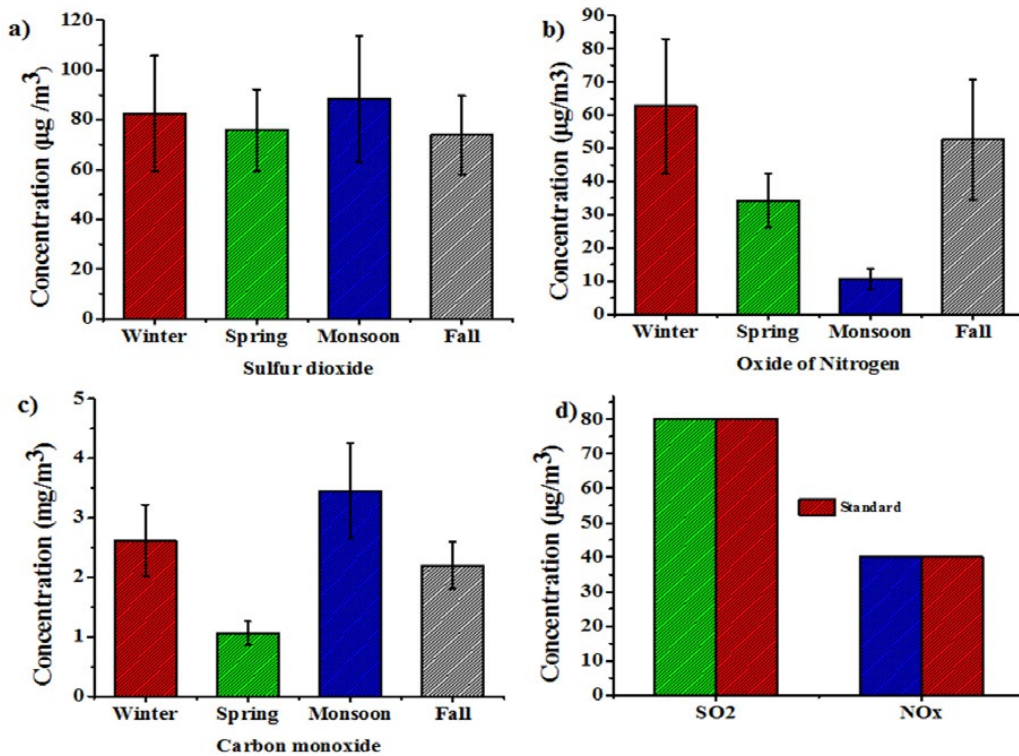 a)
Concentration (µg /m³)
120
100
80
60
40
20
0
Winter Spring Monsoon Fall
Sulfur dioxide
b)
Concentration (µg/m3)
90
80
70
60
50
40
30
20
10
0
Winter Spring Monsoon Fall
Oxide of Nitrogen
c)
Concentration (mg/m³)
5
4
3
2
1
0
Winter Spring Monsoon Fall
Carbon monoxide
d)
Concentration (µg/m³)
80
70
60
50
40
30
20
10
0
Standard
SO2 NOx